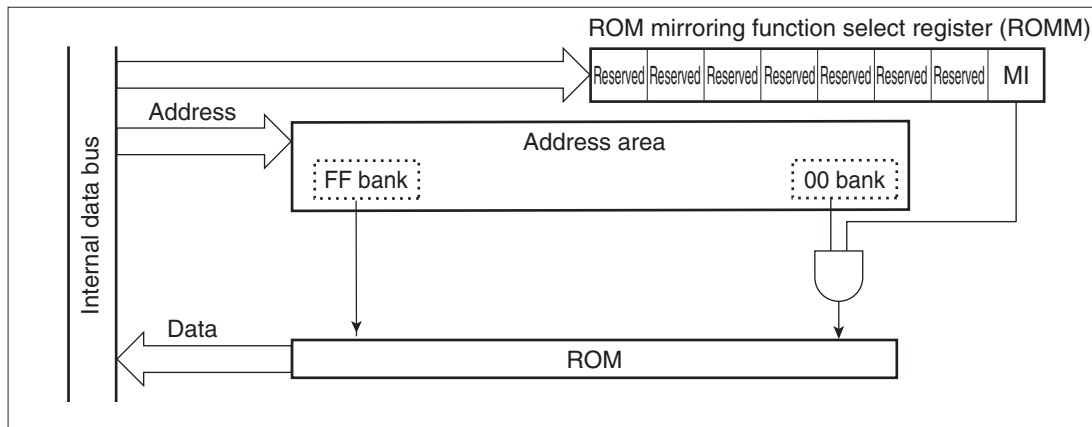 ROM mirroring function select register (ROMM)
Reserved Reserved Reserved Reserved Reserved Reserved Reserved MI
Address
Address area
FF bank 00 bank
Internal data bus
Data
ROM